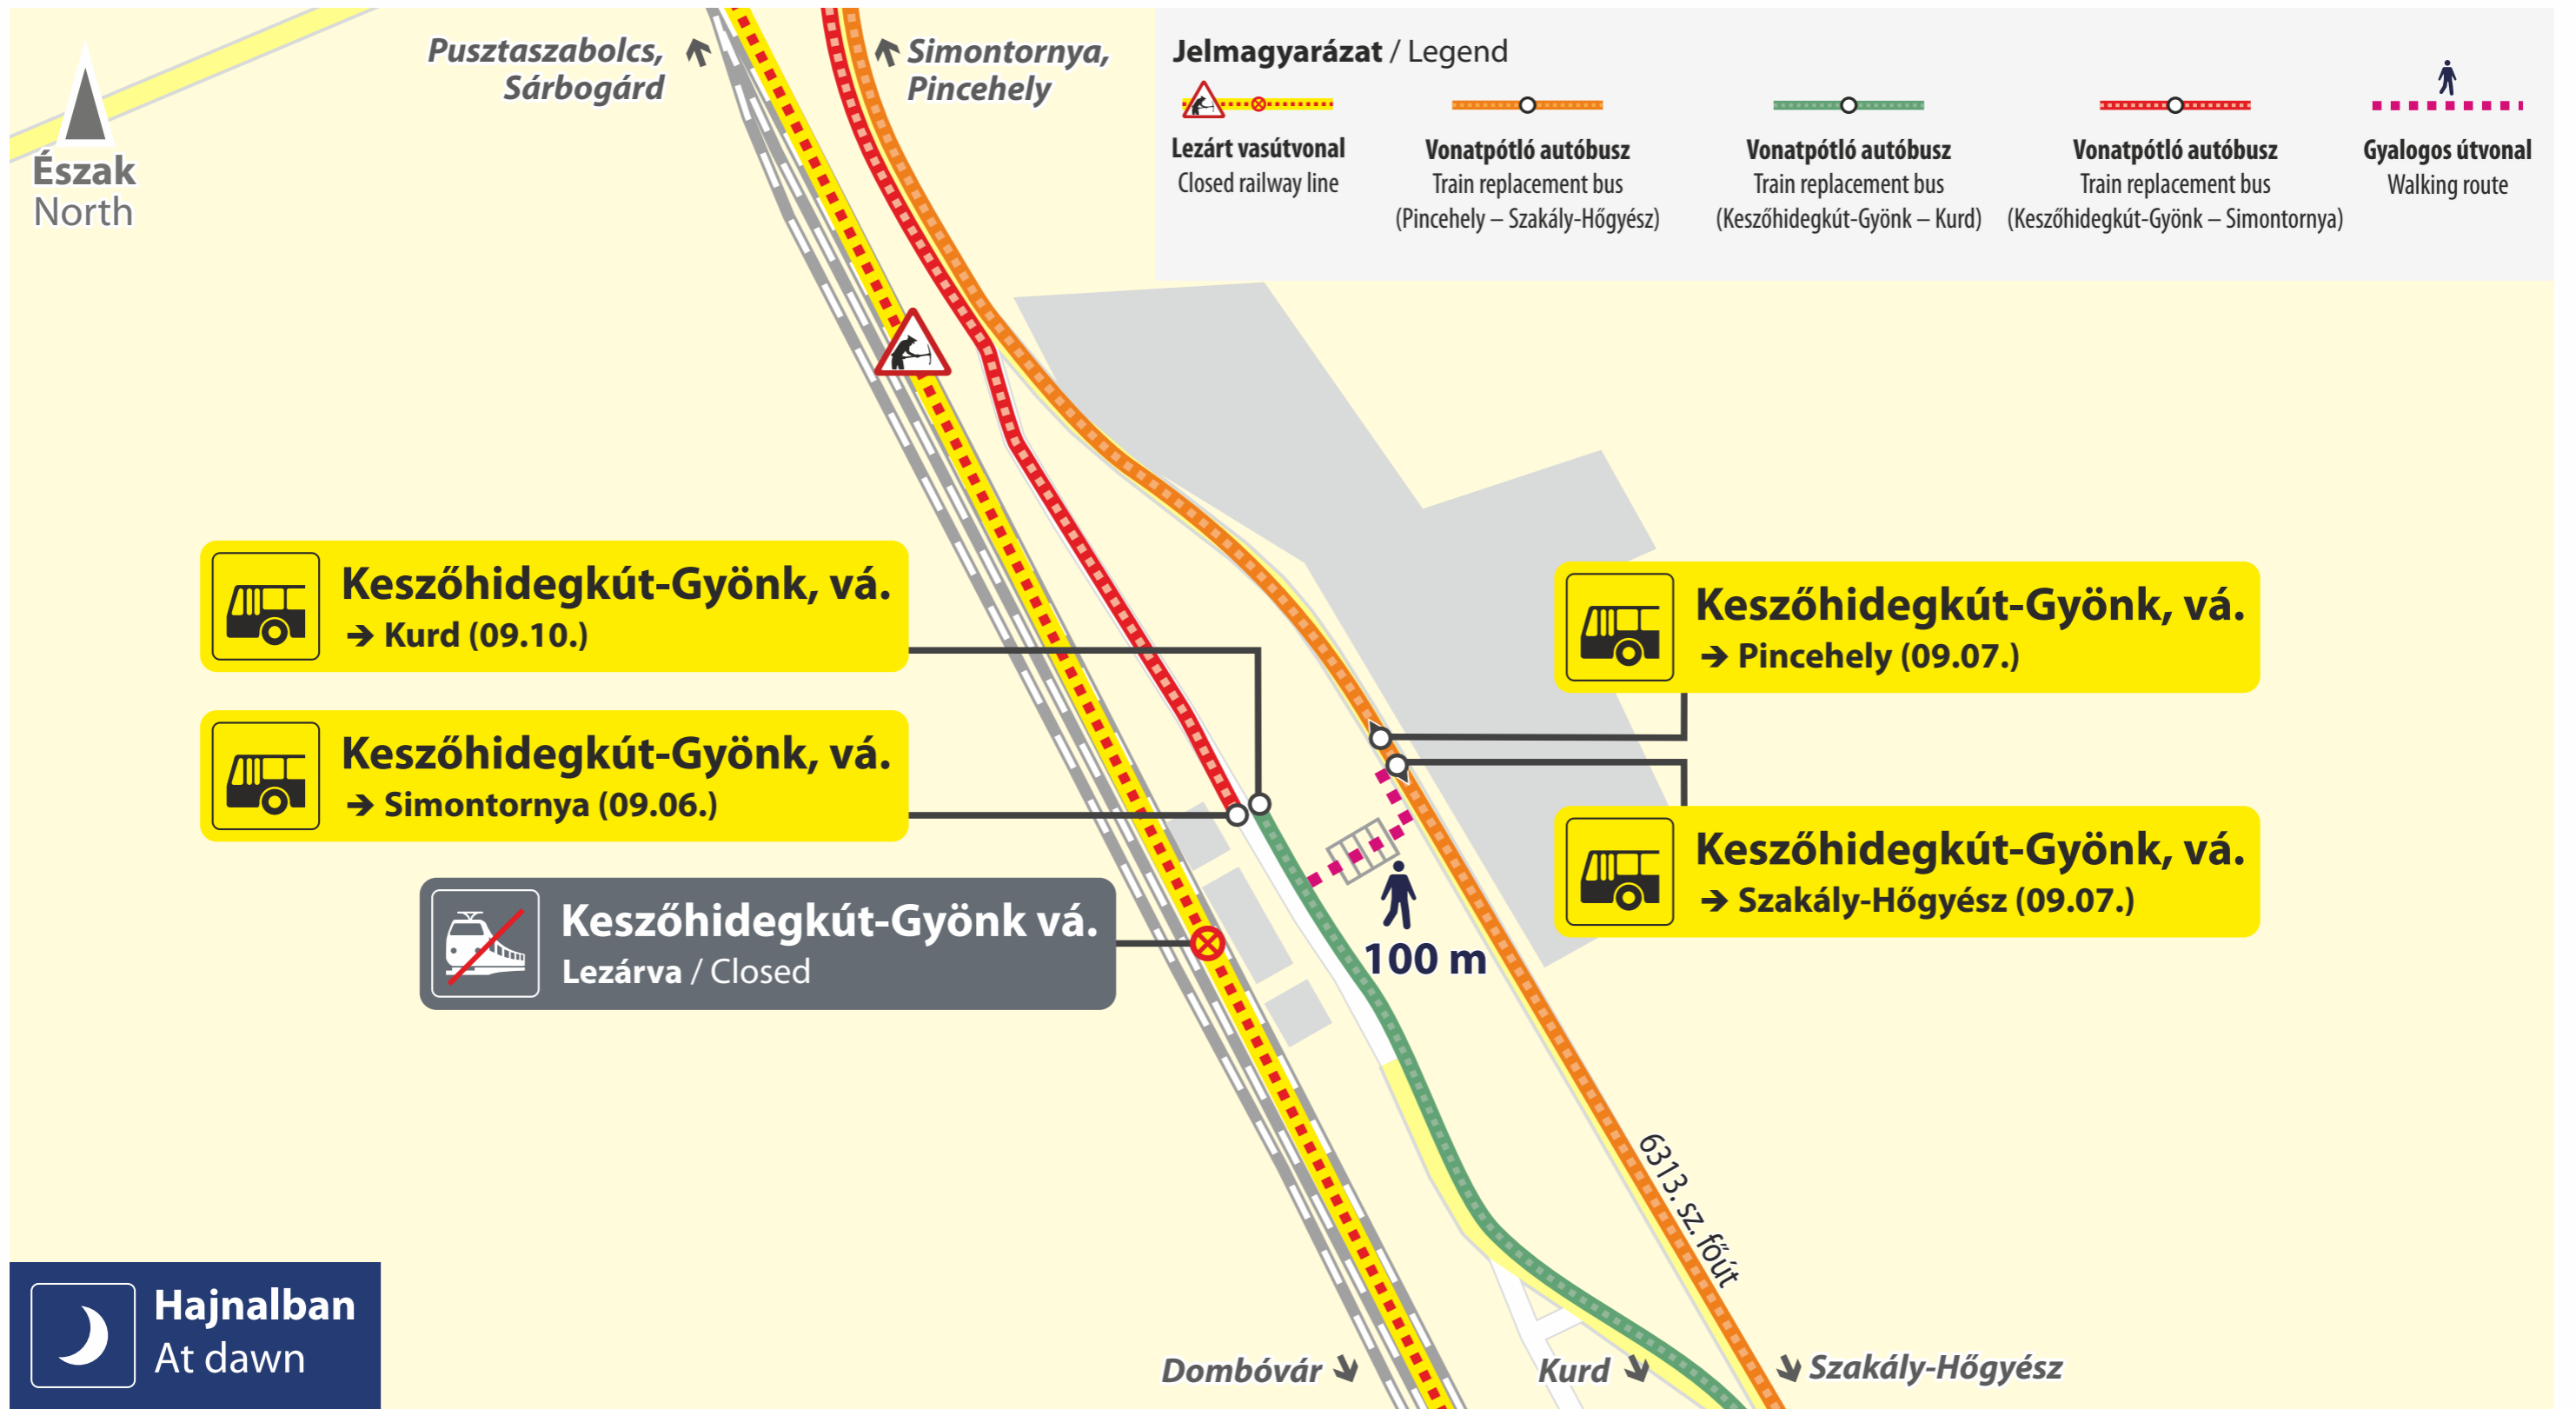 Pusztaszabolcs,
Sárbogárd
Simontornya,
Pincehely
Észak
North
Jelmagyarázat / Legend
Lezárt vasútvonal
Closed railway line
Vonatpótló autóbusz
Train replacement bus
(Pincehely – Szakály-Hőgyész)
Vonatpótló autóbusz
Train replacement bus
(Keszőhidegkút-Gyönk – Kurd)
Vonatpótló autóbusz
Train replacement bus
(Keszőhidegkút-Gyönk – Simontornya)
Gyalogos útvonal
Walking route
Keszőhidegkút-Gyönk, vá.
→ Kurd (09.10.)
Keszőhidegkút-Gyönk, vá.
→ Simontornya (09.06.)
Keszőhidegkút-Gyönk vá.
Lezárva / Closed
Keszőhidegkút-Gyönk, vá.
→ Pincehely (09.07.)
Keszőhidegkút-Gyönk, vá.
→ Szakály-Hőgyész (09.07.)
100 m
6313. sz. főút
Hajnalban
At dawn
Dombóvár
Kurd
Szakály-Hőgyész